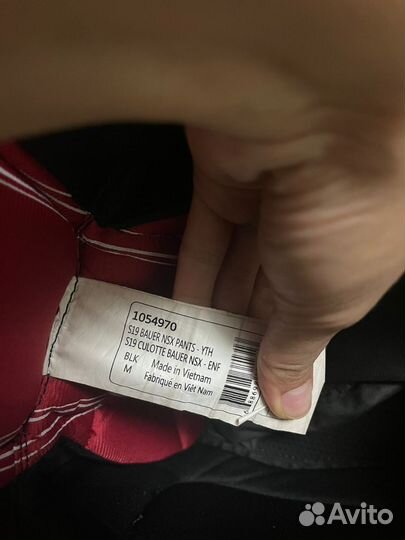 1054970
S19 BAUER NSX PANTS - YTH
S19 CULOTTE BAUER NSX - ENF
BLK Made in Vietnam
M Fabriqué en Viêt Nam
Avito